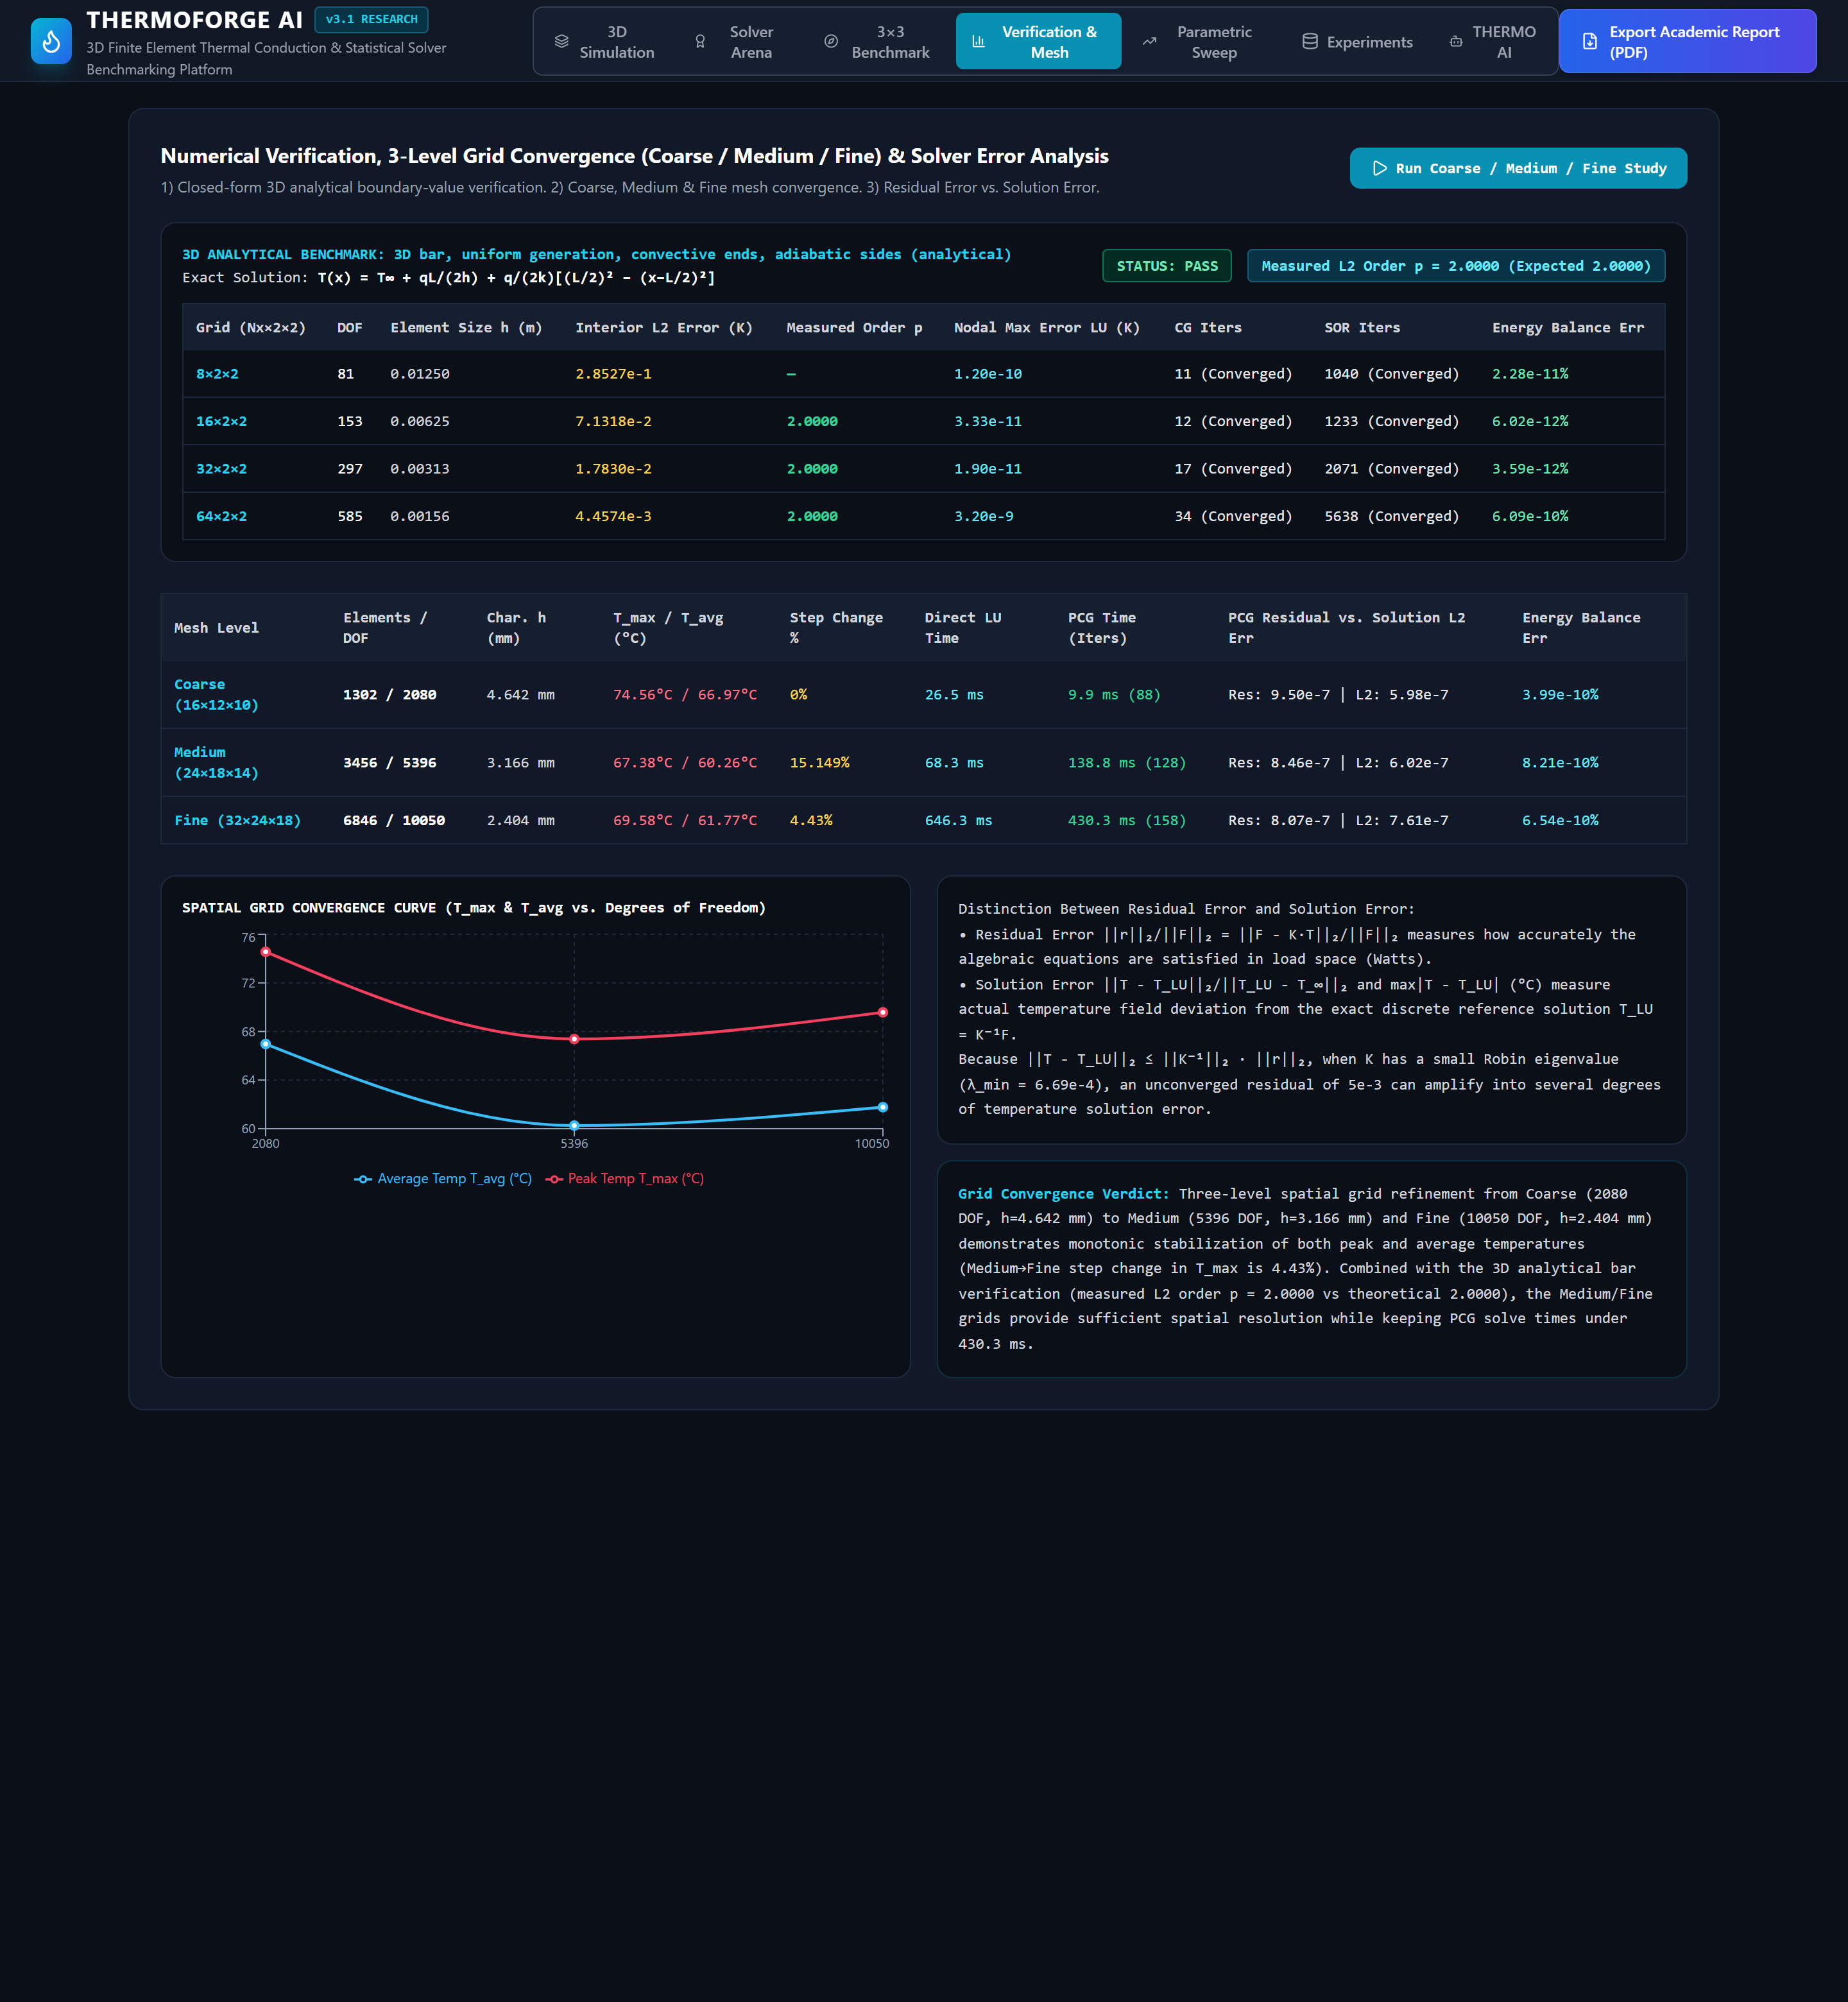 THERMOFORGE AI
v3.1 RESEARCH
3D Finite Element Thermal Conduction & Statistical Solver
Benchmarking Platform
3D
Simulation
Solver
Arena
3×3
Benchmark
Verification &
Mesh
Parametric
Sweep
Experiments
THERMO
AI
Export Academic Report
(PDF)
Numerical Verification, 3-Level Grid Convergence (Coarse / Medium / Fine) & Solver Error Analysis
1) Closed-form 3D analytical boundary-value verification. 2) Coarse, Medium & Fine mesh convergence. 3) Residual Error vs. Solution Error.
Run Coarse / Medium / Fine Study
3D ANALYTICAL BENCHMARK: 3D bar, uniform generation, convective ends, adiabatic sides (analytical)
Exact Solution: T(x) = T∞ + qL/(2h) + q/(2k)[(L/2)² − (x−L/2)²]
STATUS: PASS
Measured L2 Order p = 2.0000 (Expected 2.0000)
Grid (Nx×2×2) DOF Element Size h (m) Interior L2 Error (K) Measured Order p Nodal Max Error LU (K) CG Iters SOR Iters Energy Balance Err
8×2×2 81 0.01250 2.8527e-1 — 1.20e-10 11 (Converged) 1040 (Converged) 2.28e-11%
16×2×2 153 0.00625 7.1318e-2 2.0000 3.33e-11 12 (Converged) 1233 (Converged) 6.02e-12%
32×2×2 297 0.00313 1.7830e-2 2.0000 1.90e-11 17 (Converged) 2071 (Converged) 3.59e-12%
64×2×2 585 0.00156 4.4574e-3 2.0000 3.20e-9 34 (Converged) 5638 (Converged) 6.09e-10%
Mesh Level
Elements /
DOF
Char. h
(mm)
T_max / T_avg
(°C)
Step Change
%
Direct LU
Time
PCG Time
(Iters)
PCG Residual vs. Solution L2
Err
Energy Balance
Err
Coarse
(16×12×10)
1302 / 2080 4.642 mm 74.56°C / 66.97°C 0% 26.5 ms 9.9 ms (88) Res: 9.50e-7 | L2: 5.98e-7 3.99e-10%
Medium
(24×18×14)
3456 / 5396 3.166 mm 67.38°C / 60.26°C 15.149% 68.3 ms 138.8 ms (128) Res: 8.46e-7 | L2: 6.02e-7 8.21e-10%
Fine (32×24×18) 6846 / 10050 2.404 mm 69.58°C / 61.77°C 4.43% 646.3 ms 430.3 ms (158) Res: 8.07e-7 | L2: 7.61e-7 6.54e-10%
SPATIAL GRID CONVERGENCE CURVE (T_max & T_avg vs. Degrees of Freedom)
76
72
68
64
60
2080 5396 10050
Average Temp T_avg (°C) Peak Temp T_max (°C)
Distinction Between Residual Error and Solution Error:
• Residual Error ||r||₂/||F||₂ = ||F - K·T||₂/||F||₂ measures how accurately the
algebraic equations are satisfied in load space (Watts).
• Solution Error ||T - T_LU||₂/||T_LU - T_∞||₂ and max|T - T_LU| (°C) measure
actual temperature field deviation from the exact discrete reference solution T_LU
= K⁻¹F.
Because ||T - T_LU||₂ ≤ ||K⁻¹||₂ · ||r||₂, when K has a small Robin eigenvalue
(λ_min = 6.69e-4), an unconverged residual of 5e-3 can amplify into several degrees
of temperature solution error.
Grid Convergence Verdict: Three-level spatial grid refinement from Coarse (2080
DOF, h=4.642 mm) to Medium (5396 DOF, h=3.166 mm) and Fine (10050 DOF, h=2.404 mm)
demonstrates monotonic stabilization of both peak and average temperatures
(Medium→Fine step change in T_max is 4.43%). Combined with the 3D analytical bar
verification (measured L2 order p = 2.0000 vs theoretical 2.0000), the Medium/Fine
grids provide sufficient spatial resolution while keeping PCG solve times under
430.3 ms.